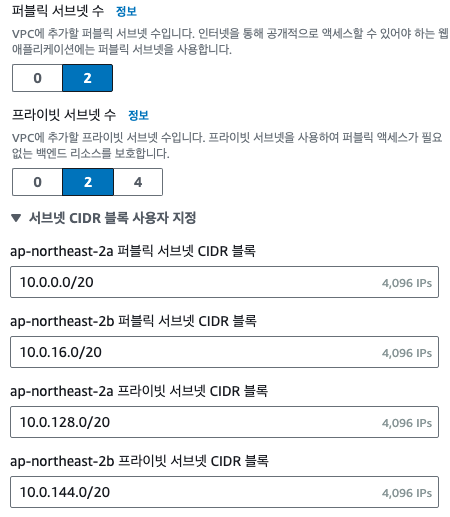 퍼블릭 서브넷 수 정보
VPC에 추가할 퍼블릭 서브넷 수입니다. 인터넷을 통해 공개적으로 액세스할 수 있어야 하는 웹
애플리케이션에는 퍼블릭 서브넷을 사용합니다.
0 2
프라이빗 서브넷 수 정보
VPC에 추가할 프라이빗 서브넷 수입니다. 프라이빗 서브넷을 사용하여 퍼블릭 액세스가 필요
없는 백엔드 리소스를 보호합니다.
0 2 4
▼ 서브넷 CIDR 블록 사용자 지정
ap-northeast-2a 퍼블릭 서브넷 CIDR 블록
10.0.0.0/20 4,096 IPs
ap-northeast-2b 퍼블릭 서브넷 CIDR 블록
10.0.16.0/20 4,096 IPs
ap-northeast-2a 프라이빗 서브넷 CIDR 블록
10.0.128.0/20 4,096 IPs
ap-northeast-2b 프라이빗 서브넷 CIDR 블록
10.0.144.0/20 4,096 IPs